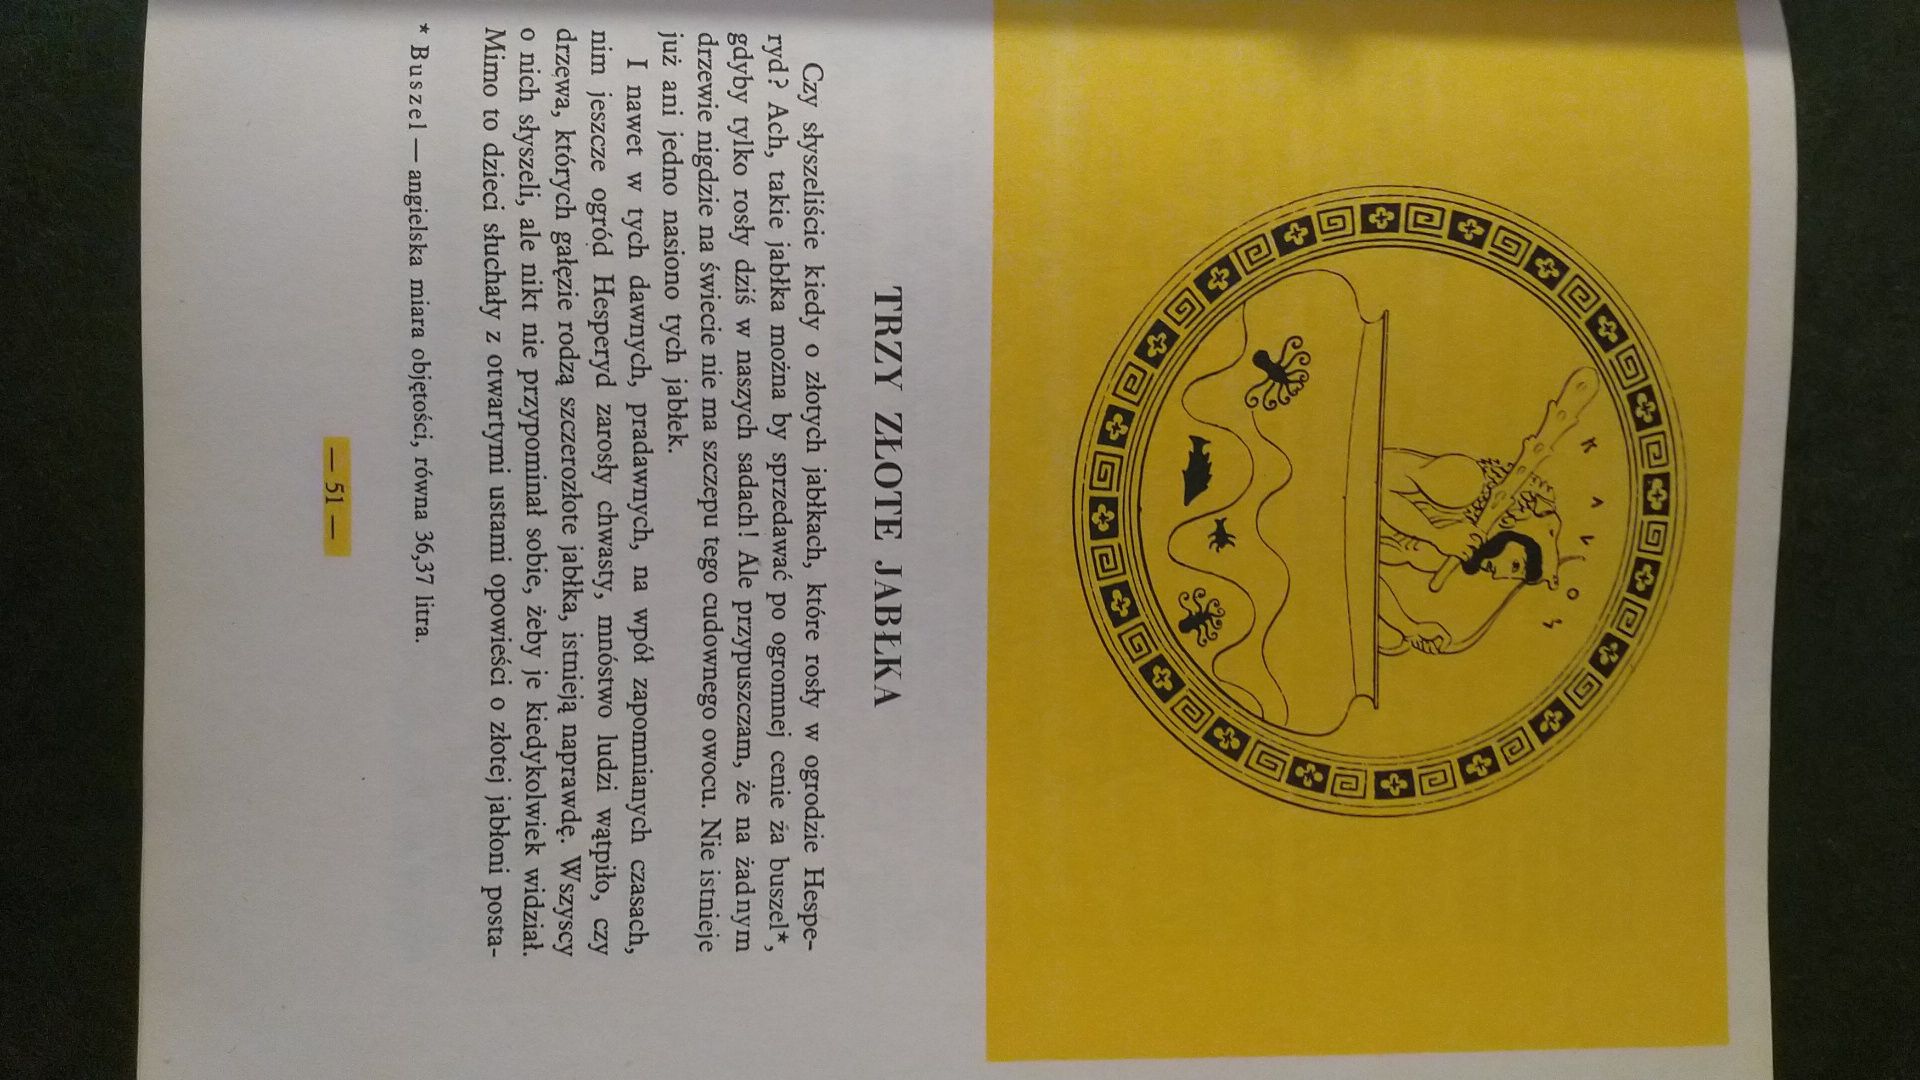 ΚΑΛΟΣ
TRZY ZŁOTE JABŁKA
Czy słyszeliście kiedy o złotych jabłkach, które rosły w ogrodzie Hespe-
ryd? Ach, takie jabłka można by sprzedawać po ogromnej cenie za buszel*,
gdyby tylko rosły dziś w naszych sadach! Ale przypuszczam, że na żadnym
drzewie nigdzie na świecie nie ma szczepu tego cudownego owocu. Nie istnieje
już ani jedno nasiono tych jabłek.
I nawet w tych dawnych, pradawnych, na wpół zapomnianych czasach,
nim jeszcze ogród Hesperyd zarosły chwasty, mnóstwo ludzi wątpiło, czy
drzewa, których gałęzie rodzą szczerozłote jabłka, istnieją naprawdę. Wszyscy
o nich słyszeli, ale nikt nie przypominał sobie, żeby je kiedykolwiek widział.
Mimo to dzieci słuchały z otwartymi ustami opowieści o złotej jabłoni posta-
* Buszel — angielska miara objętości, równa 36,37 litra.
— 51 —